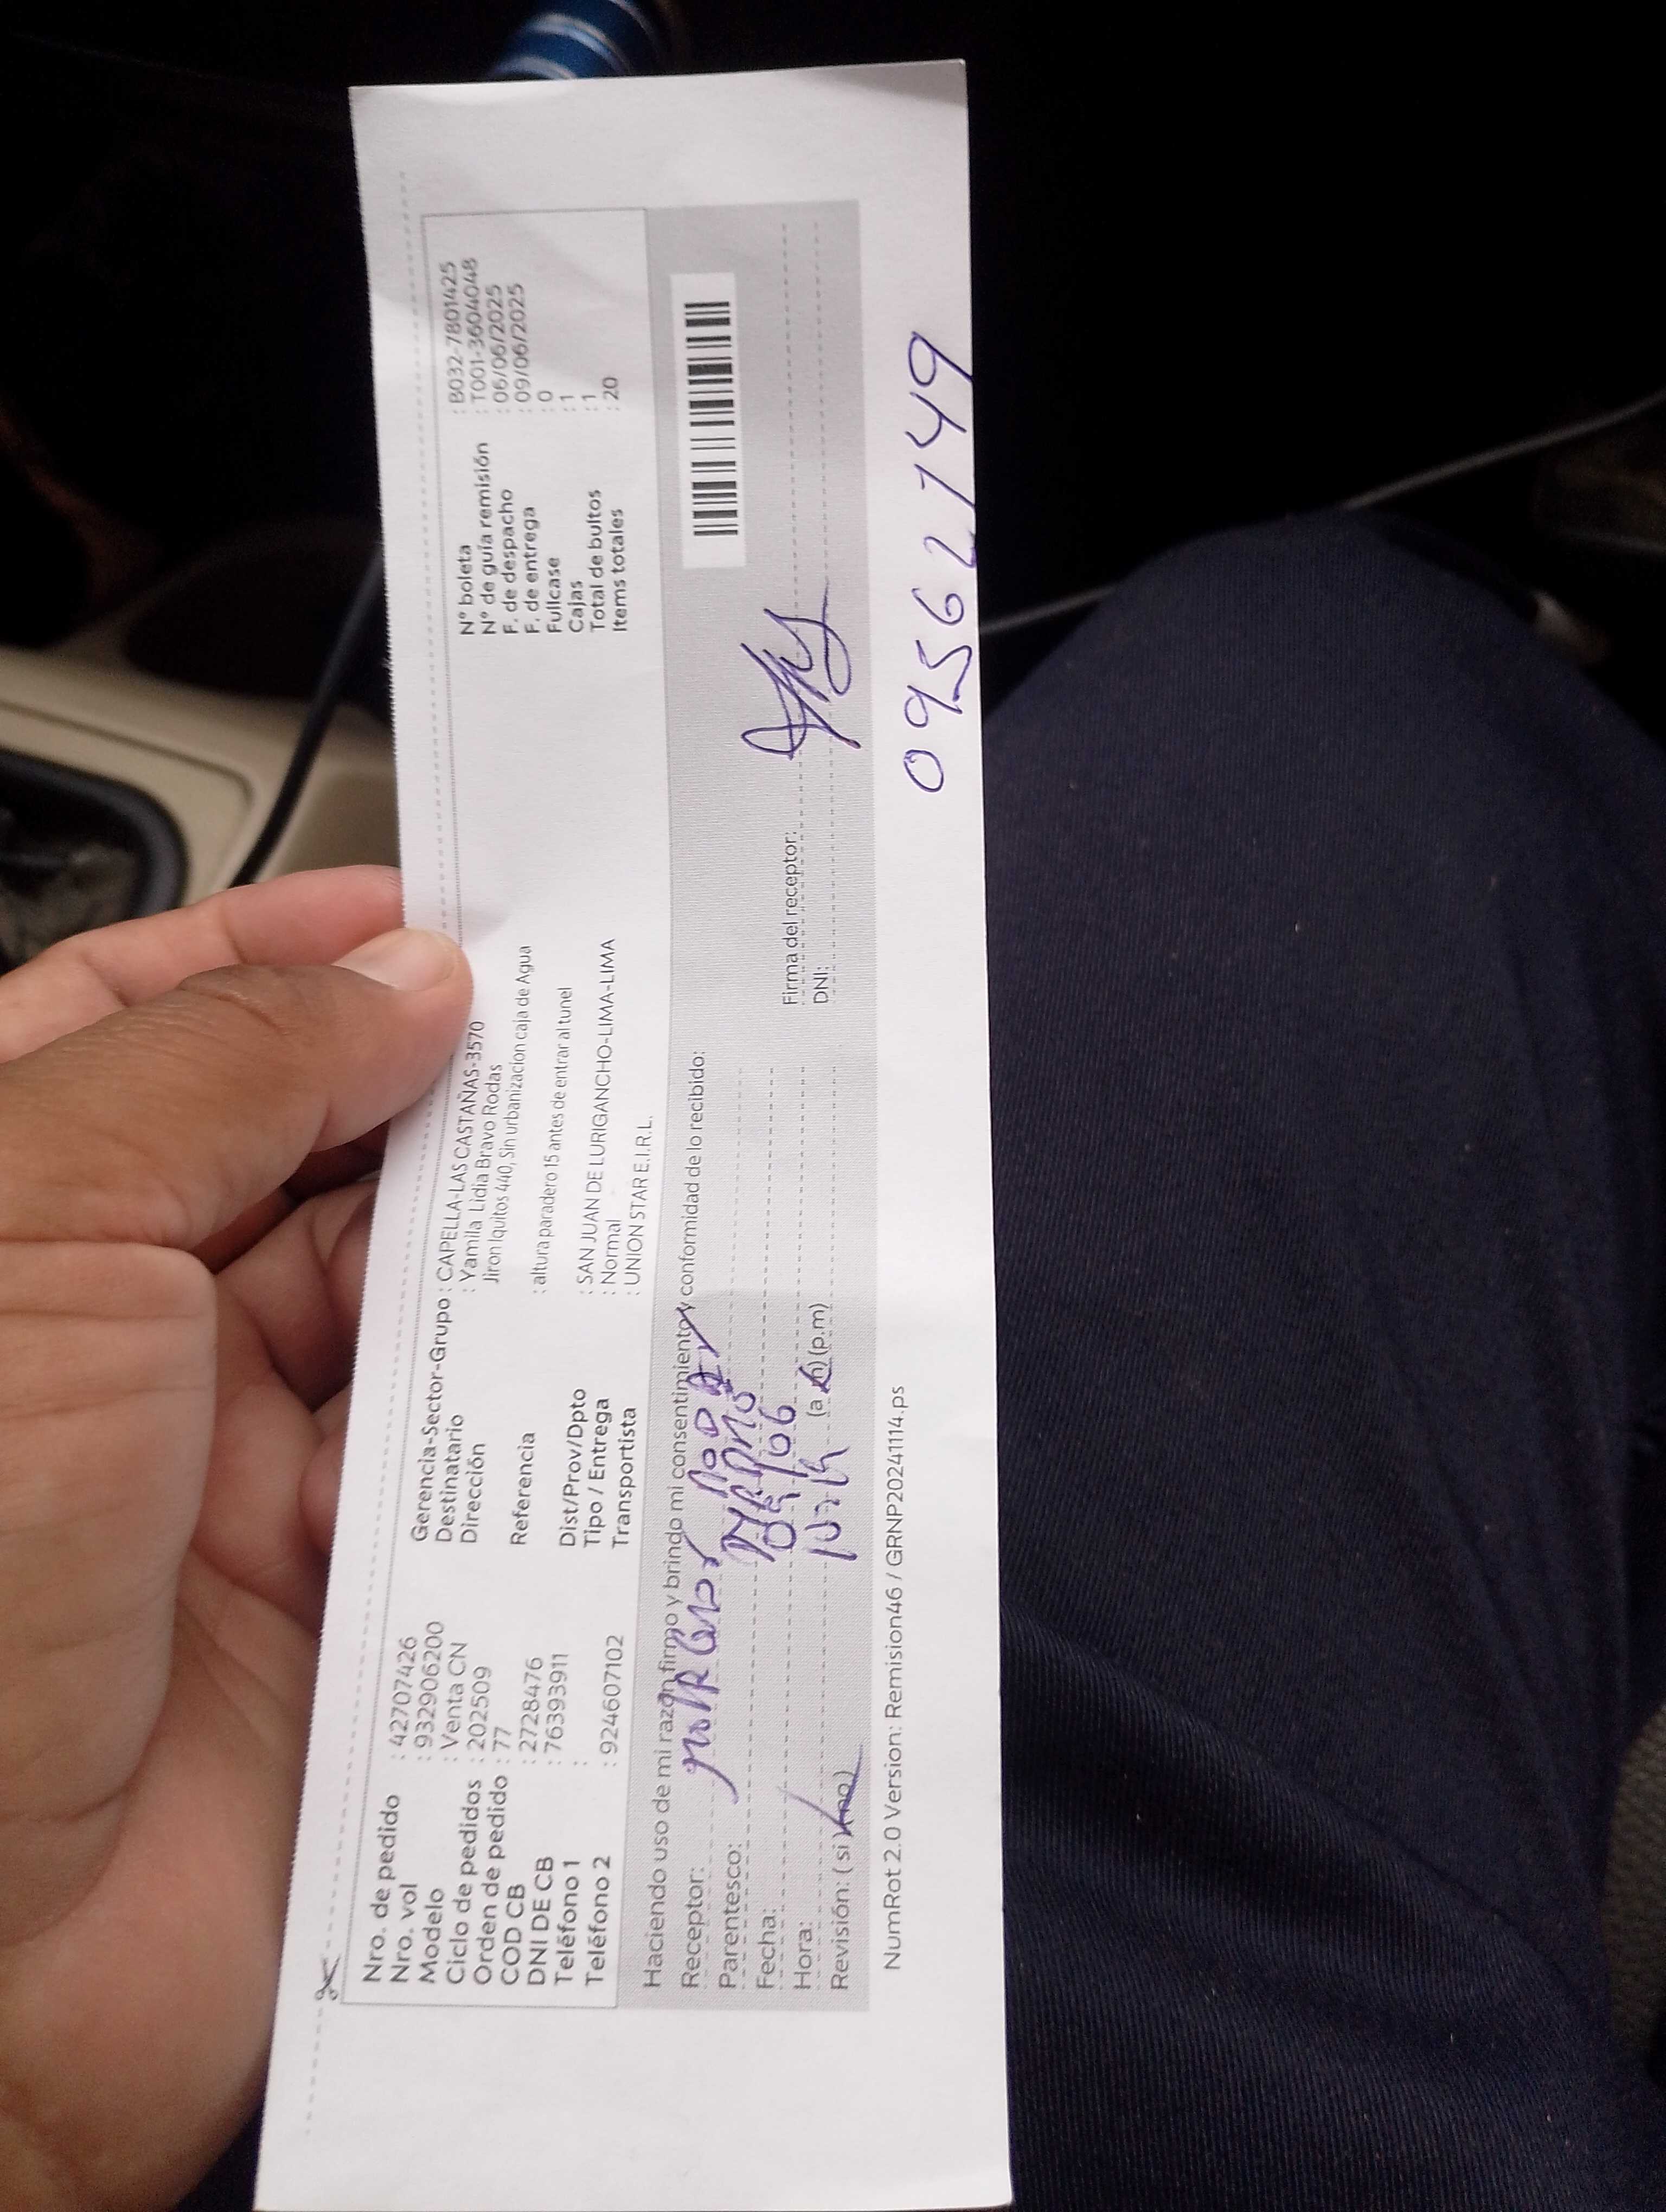 Nro. de pedido : 42707426
Nro. vol : 932906200
Modelo : Venta CN
Ciclo de pedidos : 202509
Orden de pedido : 77
COD CB : 2728476
DNI DE CB : 76393911
Teléfono 1 :
Teléfono 2 : 924607102
Gerencia-Sector-Grupo : CAPELLA-LAS CASTAÑAS-3570
Destinatario : Yamila Lidia Bravo Rodas
Dirección Jiron Iquitos 440, Sin urbanizacion caja de Agua
Referencia : altura paradero 15 antes de entrar al tunel
Dist/Prov/Dpto : SAN JUAN DE LURIGANCHO-LIMA-LIMA
Tipo / Entrega : Normal
Transportista : UNION STAR E.I.R.L.
N° boleta : B032-7801425
N° de guía remisión : T001-3604048
F. de despacho : 06/06/2025
F. de entrega : 09/06/2025
Fullcase : 0
Cajas : 1
Total de bultos : 1
Items totales : 20
Haciendo uso de mi razón firmo y brindo mi consentimiento y conformidad de lo recibido:
Receptor:
Parentesco:
Fecha: 09/06
Hora: (a.m) (p.m)
Revisión: ( si ) (no)
Firma del receptor:
DNI:
09562749
NumRot 2.0 Version: Remision46 / GRNP20241114.ps